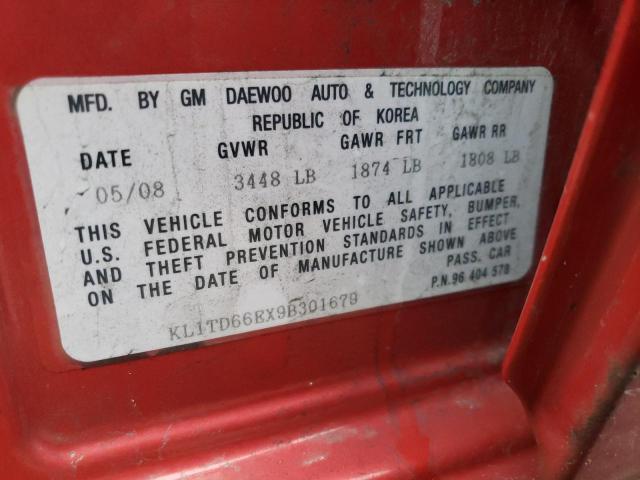 MFD. BY GM DAEWOO AUTO & TECHNOLOGY COMPANY
REPUBLIC OF KOREA
DATE GVWR GAWR FRT GAWR RR
05/08 3448 LB 1874 LB 1808 LB
THIS VEHICLE CONFORMS TO ALL APPLICABLE
U.S. FEDERAL MOTOR VEHICLE SAFETY, BUMPER,
AND THEFT PREVENTION STANDARDS IN EFFECT
ON THE DATE OF MANUFACTURE SHOWN ABOVE
PASS. CAR
P.N.96 404 578
KL1TD66EX9B301679